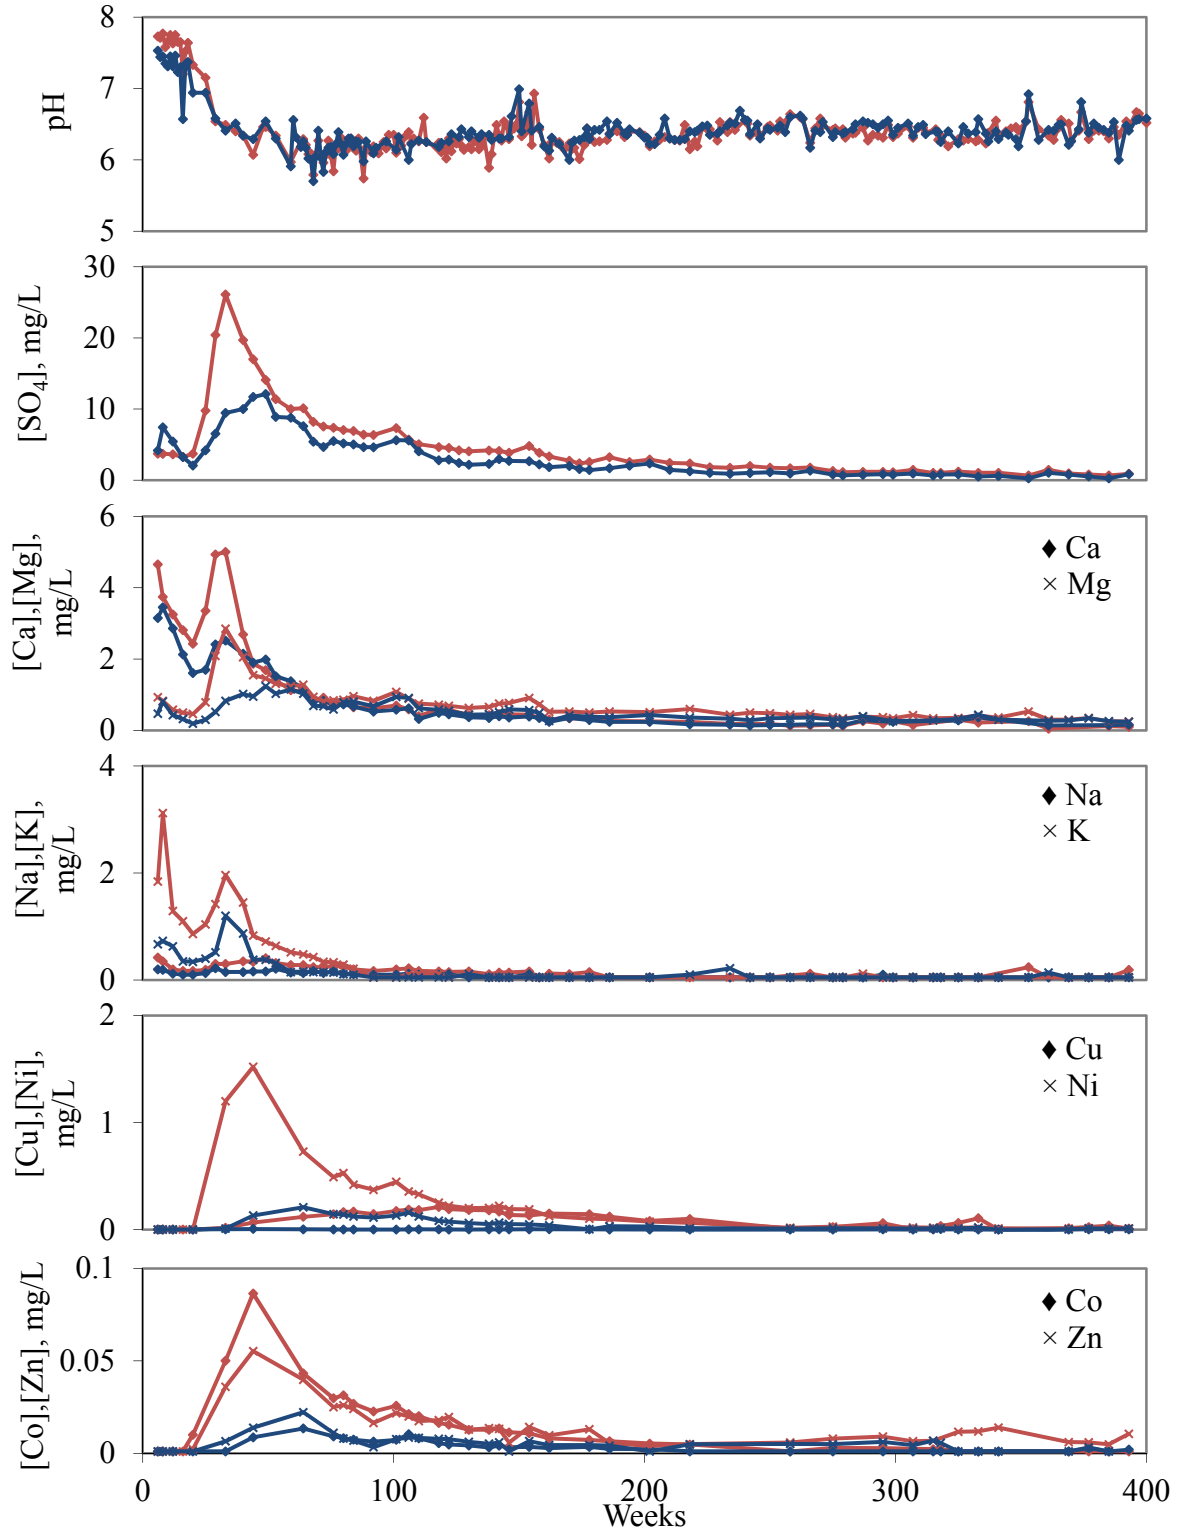 8
7
6
5
pH
30
20
10
0
[SO₄], mg/L
6
4
2
0
[Ca],[Mg],
mg/L
Ca
Mg
4
2
0
[Na],[K],
mg/L
Na
K
2
1
0
[Cu],[Ni],
mg/L
Cu
Ni
0.1
0.05
0
[Co],[Zn], mg/L
Co
Zn
0 100 200 300 400
Weeks